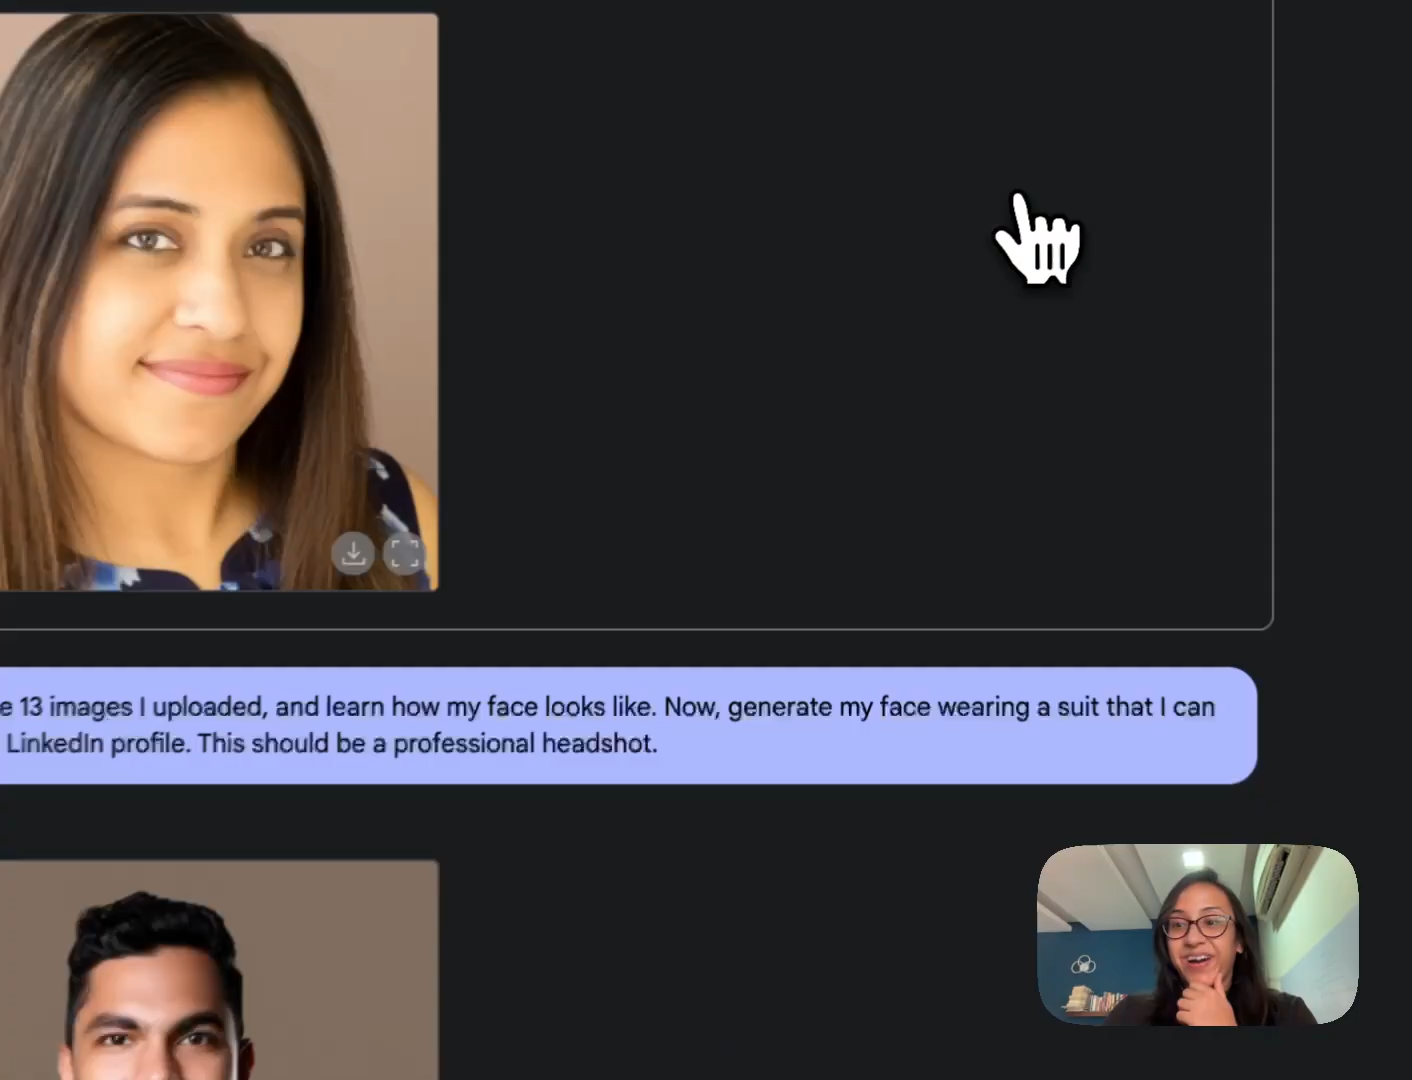 e 13 images I uploaded, and learn how my face looks like. Now, generate my face wearing a suit that I can
LinkedIn profile. This should be a professional headshot.